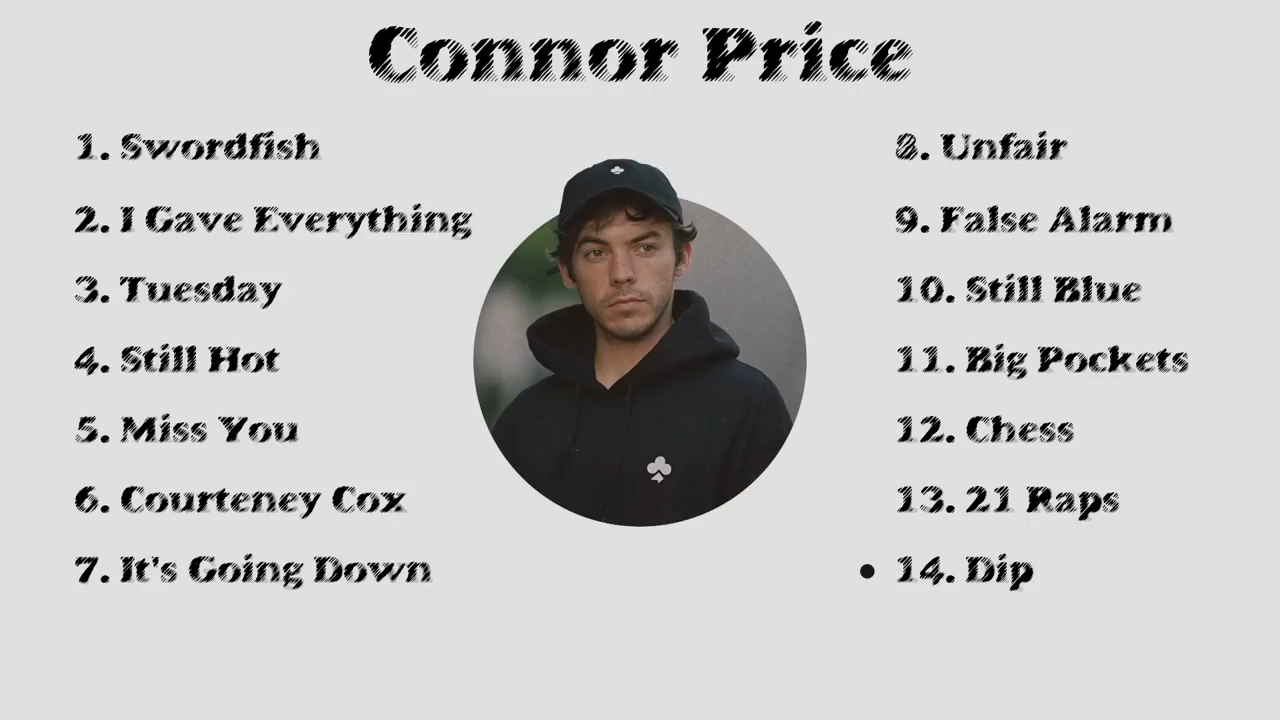 Connor Price
1. Swordfish
2. I Gave Everything
3. Tuesday
4. Still Hot
5. Miss You
6. Courteney Cox
7. It's Going Down
8. Unfair
9. False Alarm
10. Still Blue
11. Big Pockets
12. Chess
13. 21 Raps
• 14. Dip